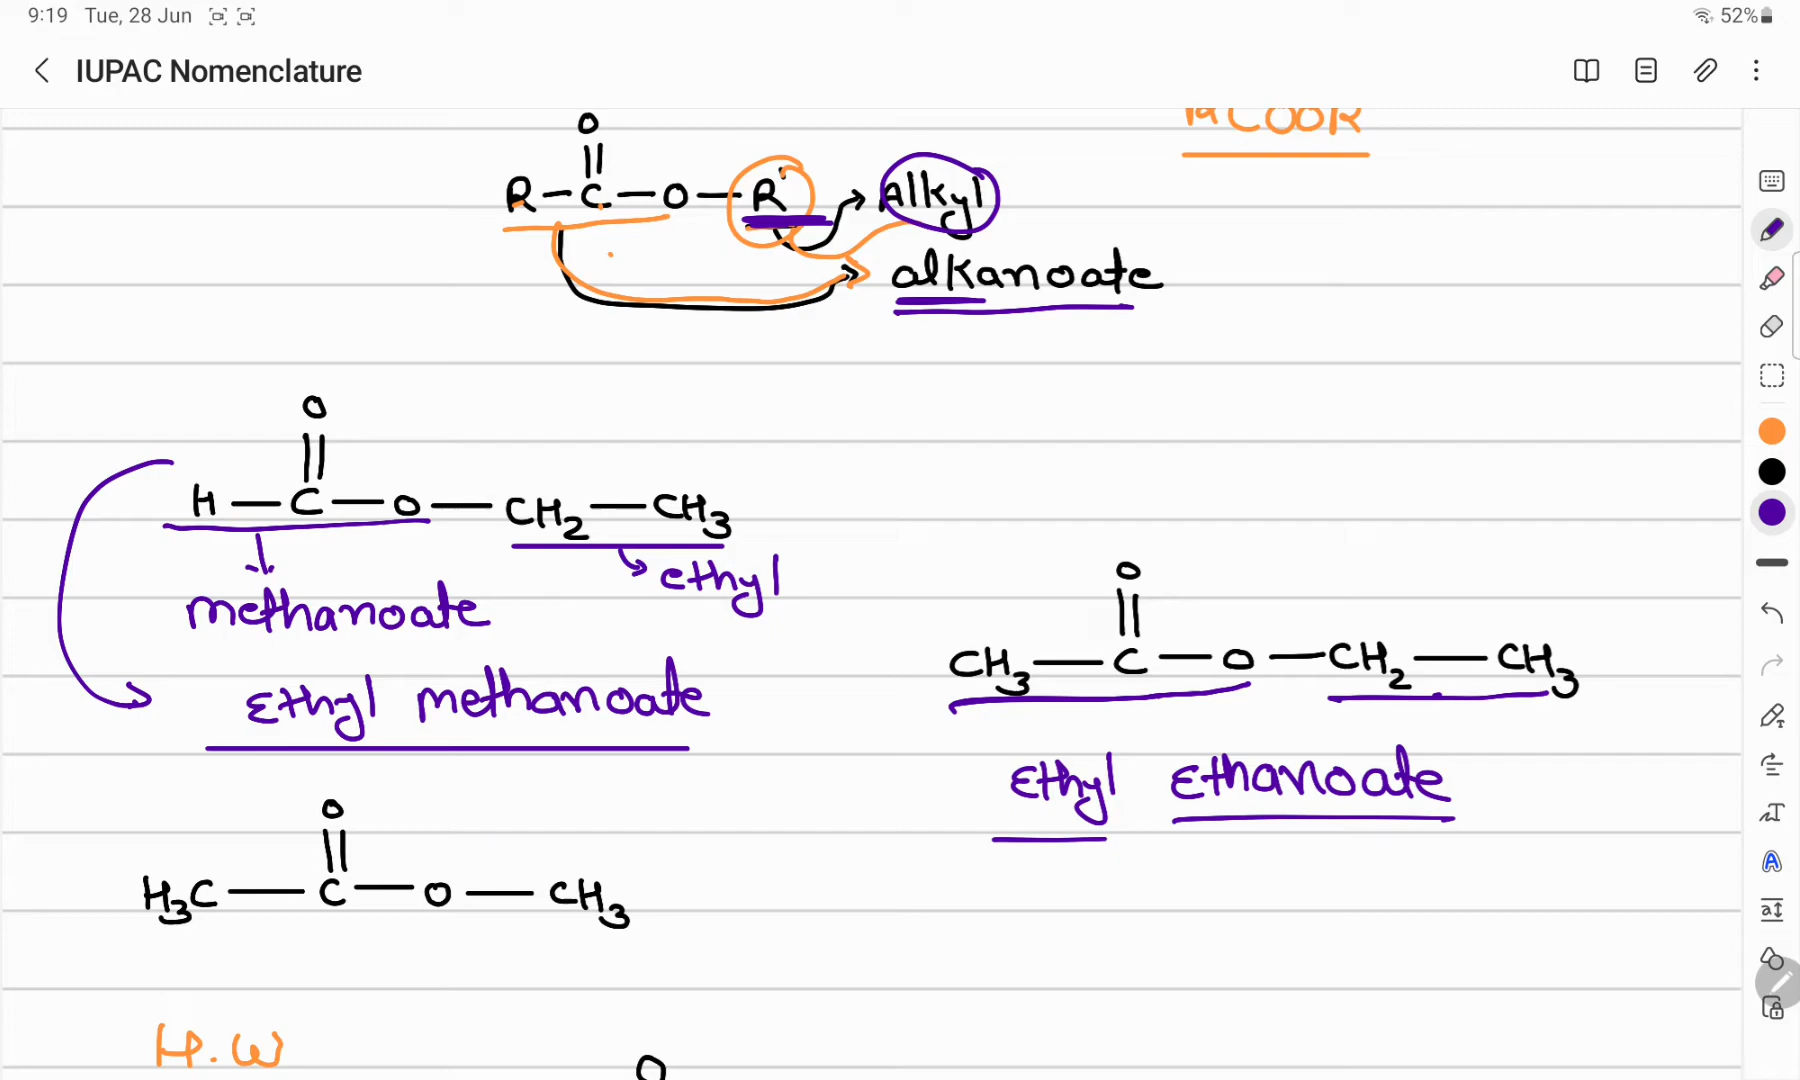 9:19 Tue, 28 Jun 52%
IUPAC Nomenclature
RCOOR
O
R-C-O-R' Alkyl
alkanoate
O
H-C-O-CH2-CH3
ethyl
methanoate
O
CH3-C-O-CH2-CH3
Ethyl methanoate
Ethyl Ethanoate
O
H3C-C-O-CH3
H.W
O